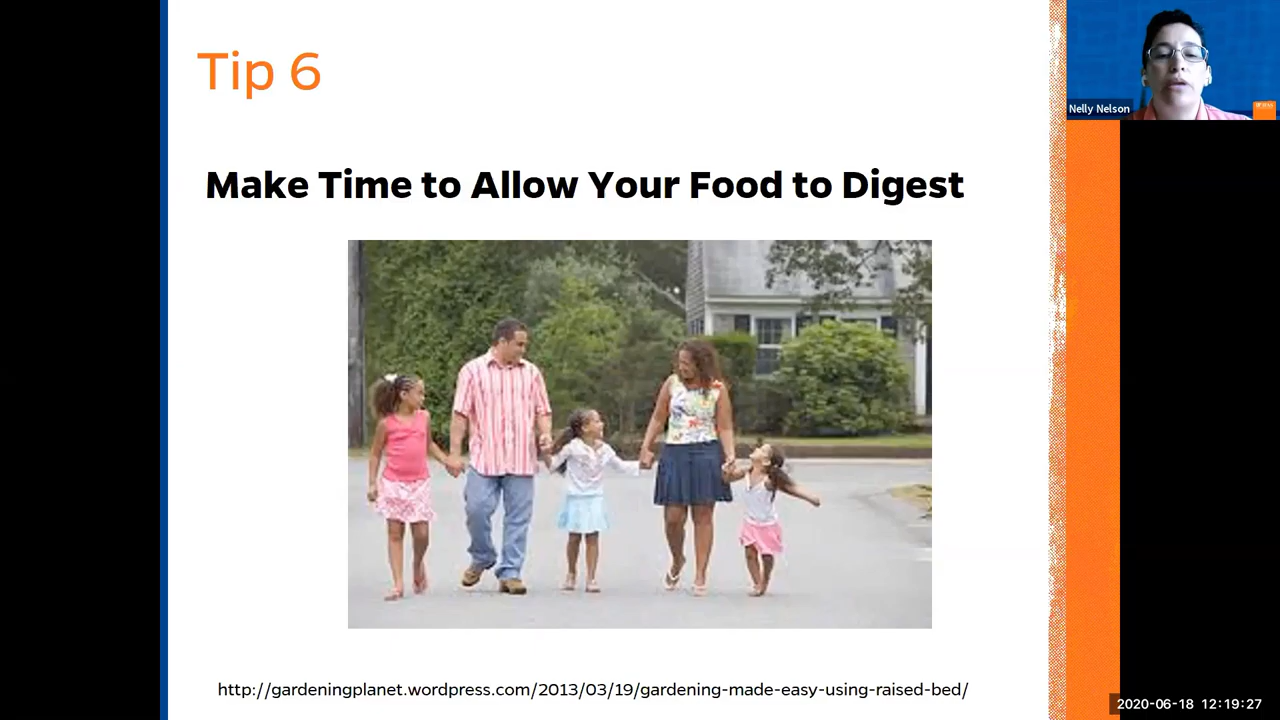 Tip 6
Make Time to Allow Your Food to Digest
http://gardeningplanet.wordpress.com/2013/03/19/gardening-made-easy-using-raised-bed/
Nelly Nelson
2020-06-18 12:19:27